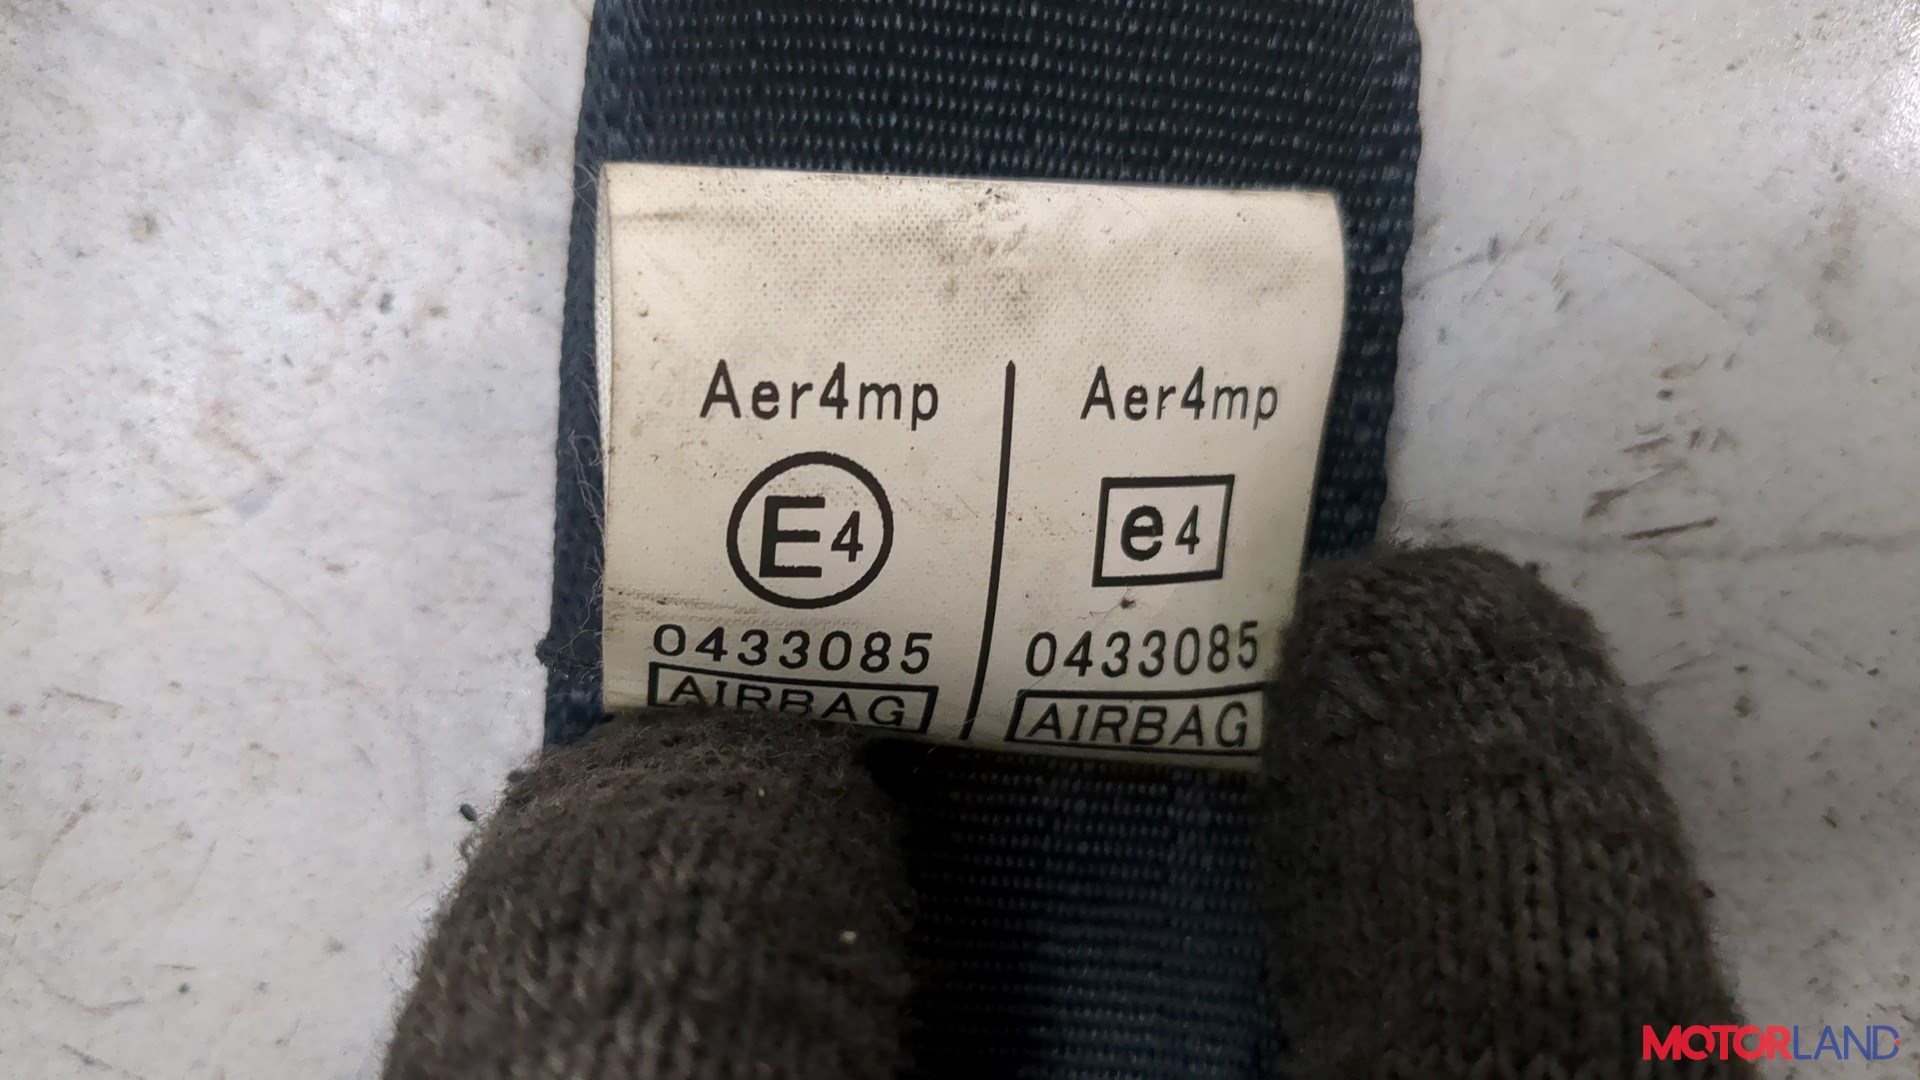 Aer4mp
E4
0433085
AIRBAG
Aer4mp
e4
0433085
AIRBAG
MOTORLAND